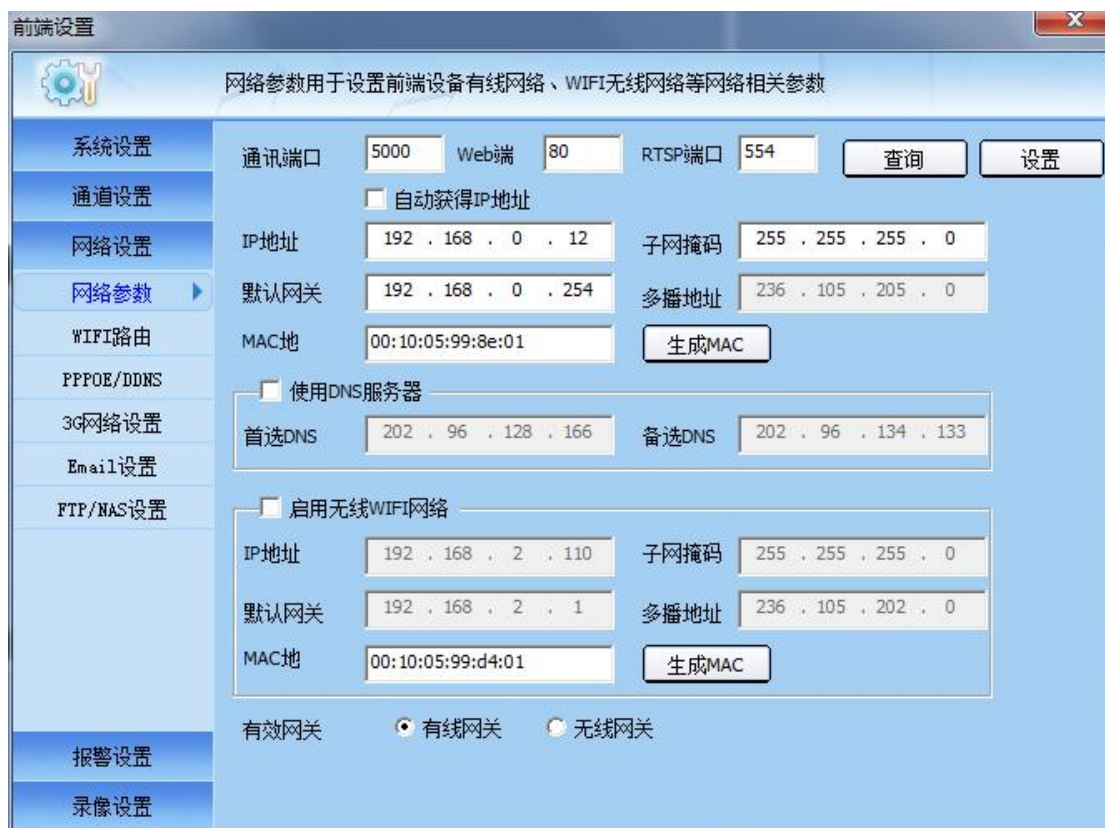 前端设置
网络参数用于设置前端设备有线网络、WIFI无线网络等网络相关参数
系统设置
通道设置
网络设置
网络参数
WIFI路由
PPPOE/DDNS
3G网络设置
Email设置
FTP/NAS设置
报警设置
录像设置
通讯端口 5000 Web端 80 RTSP端口 554 查询 设置
自动获得IP地址
IP地址 192 . 168 . 0 . 12 子网掩码 255 . 255 . 255 . 0
默认网关 192 . 168 . 0 . 254 多播地址 236 . 105 . 205 . 0
MAC地 00:10:05:99:8e:01 生成MAC
使用DNS服务器
首选DNS 202 . 96 . 128 . 166 备选DNS 202 . 96 . 134 . 133
启用无线WIFI网络
IP地址 192 . 168 . 2 . 110 子网掩码 255 . 255 . 255 . 0
默认网关 192 . 168 . 2 . 1 多播地址 236 . 105 . 202 . 0
MAC地 00:10:05:99:d4:01 生成MAC
有效网关 有线网关 无线网关